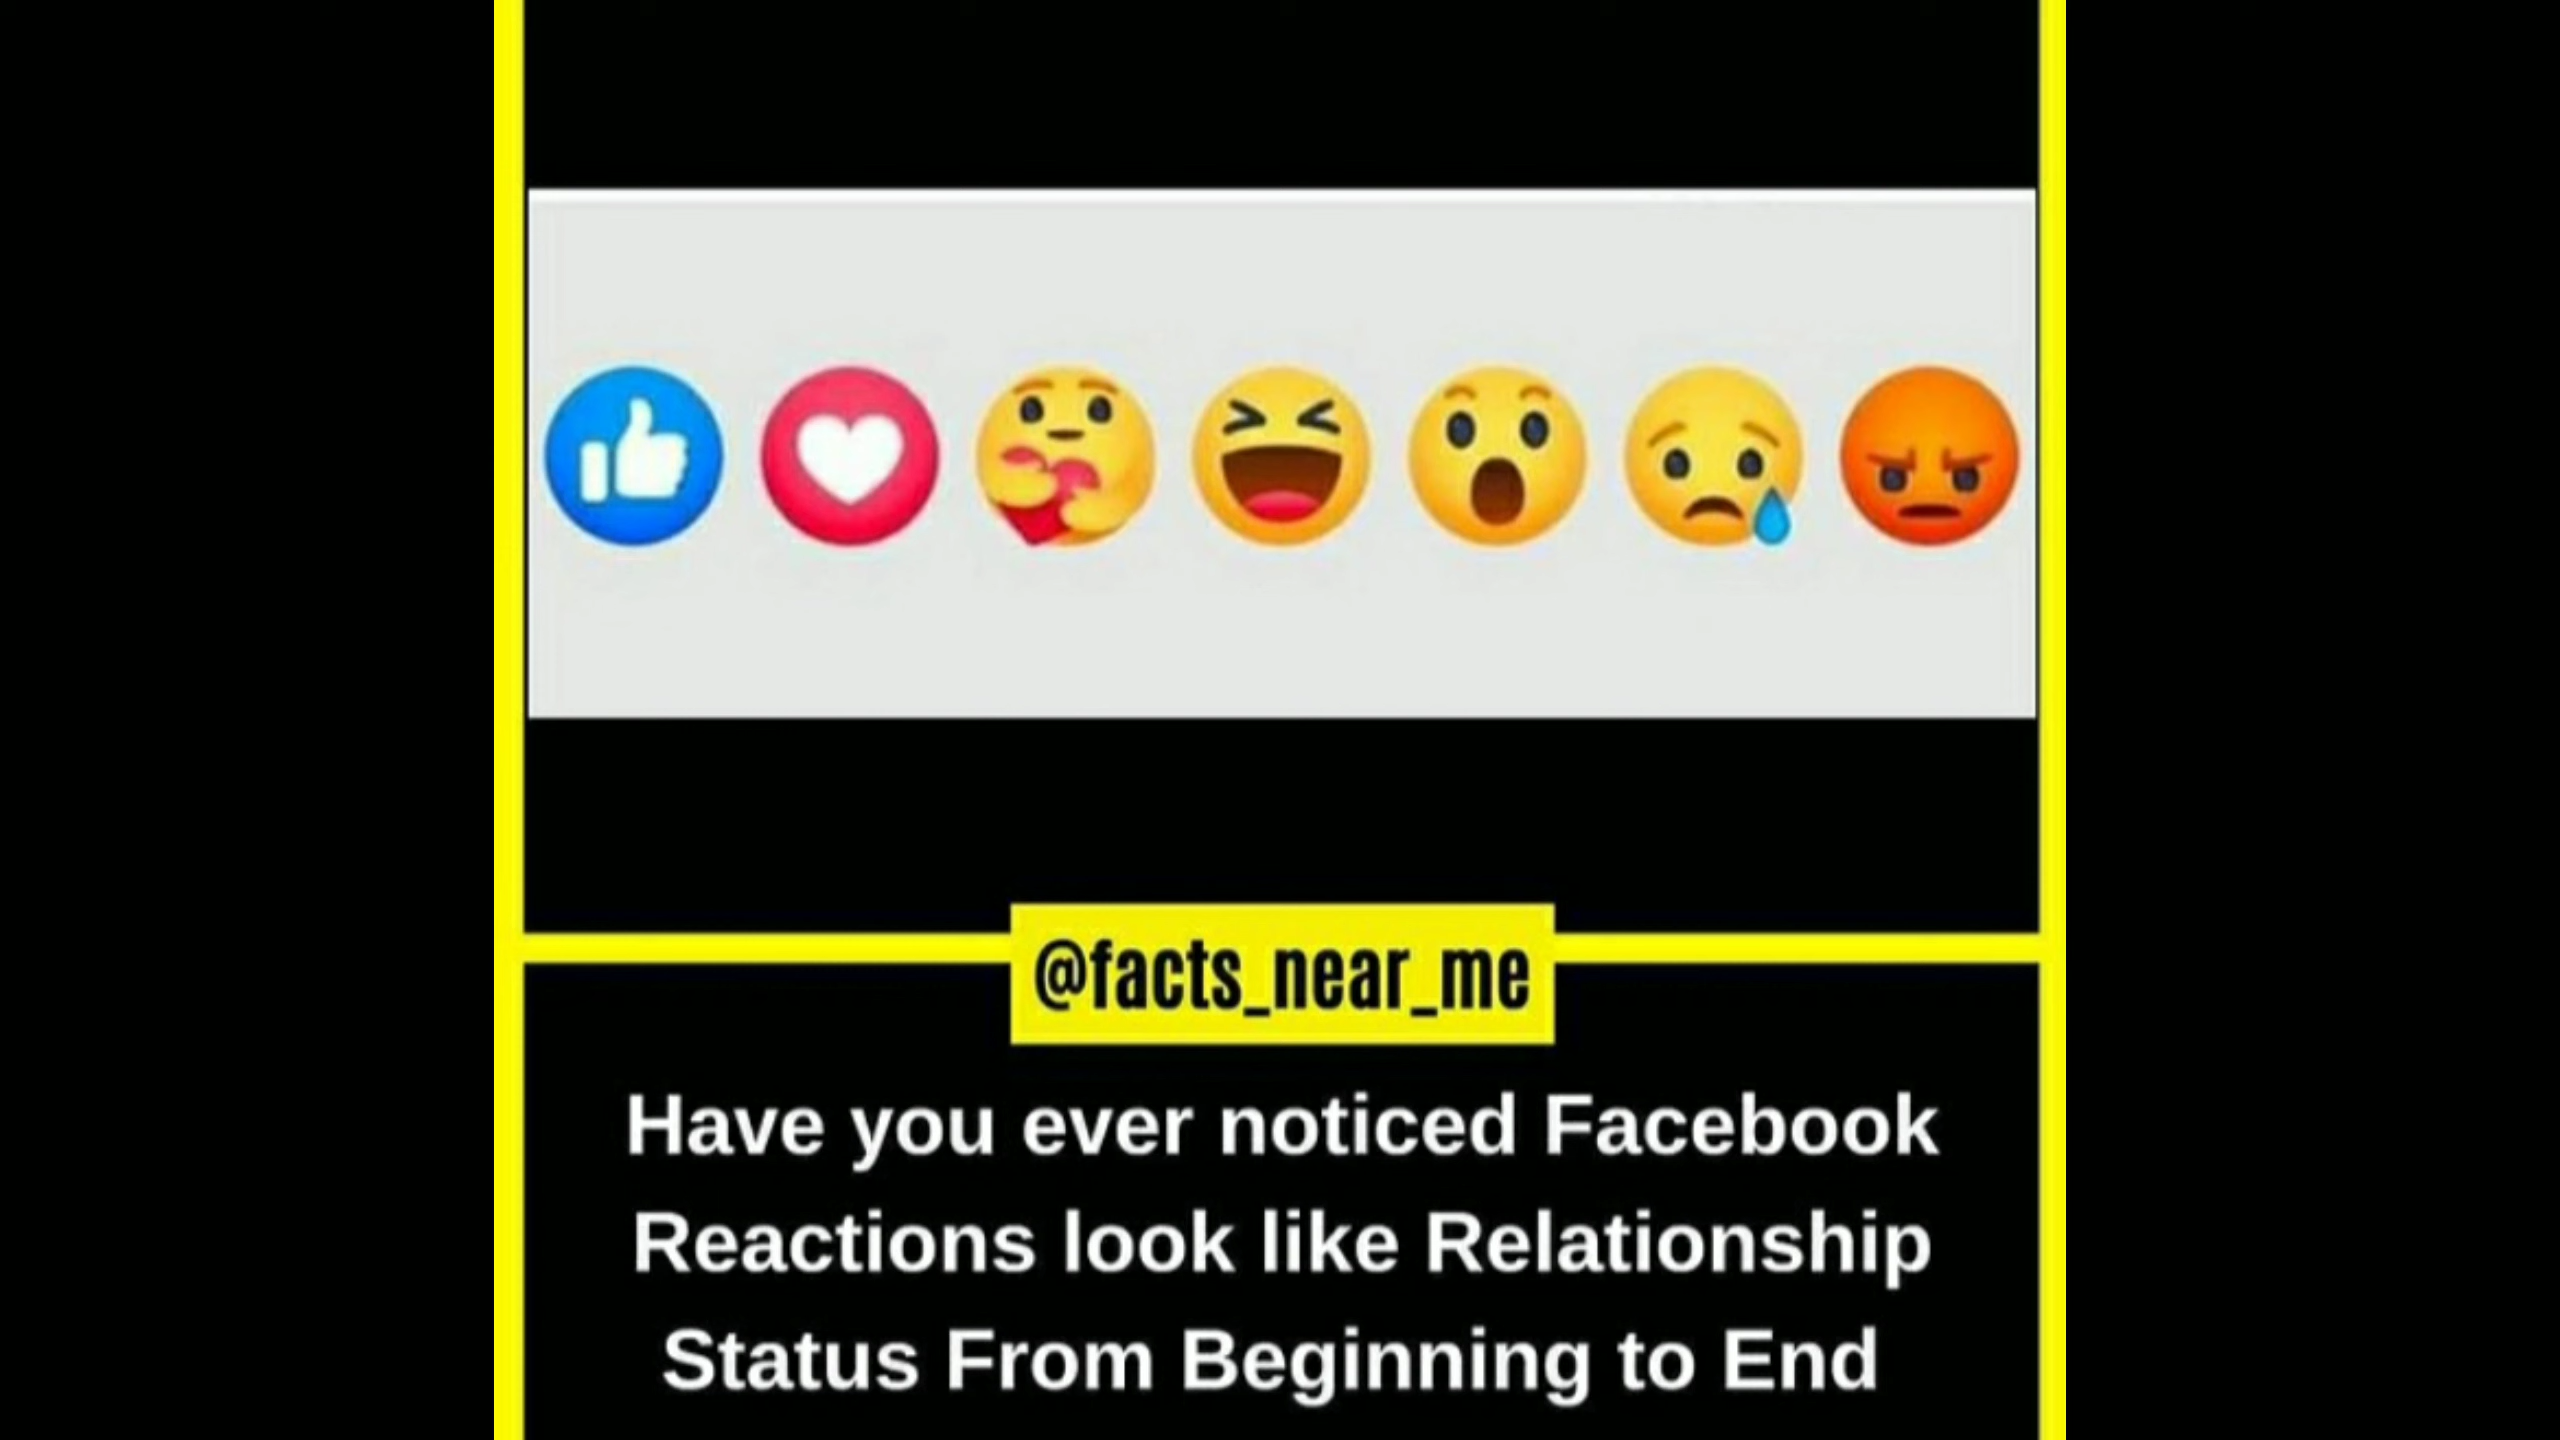 @facts_near_me
Have you ever noticed Facebook
Reactions look like Relationship
Status From Beginning to End